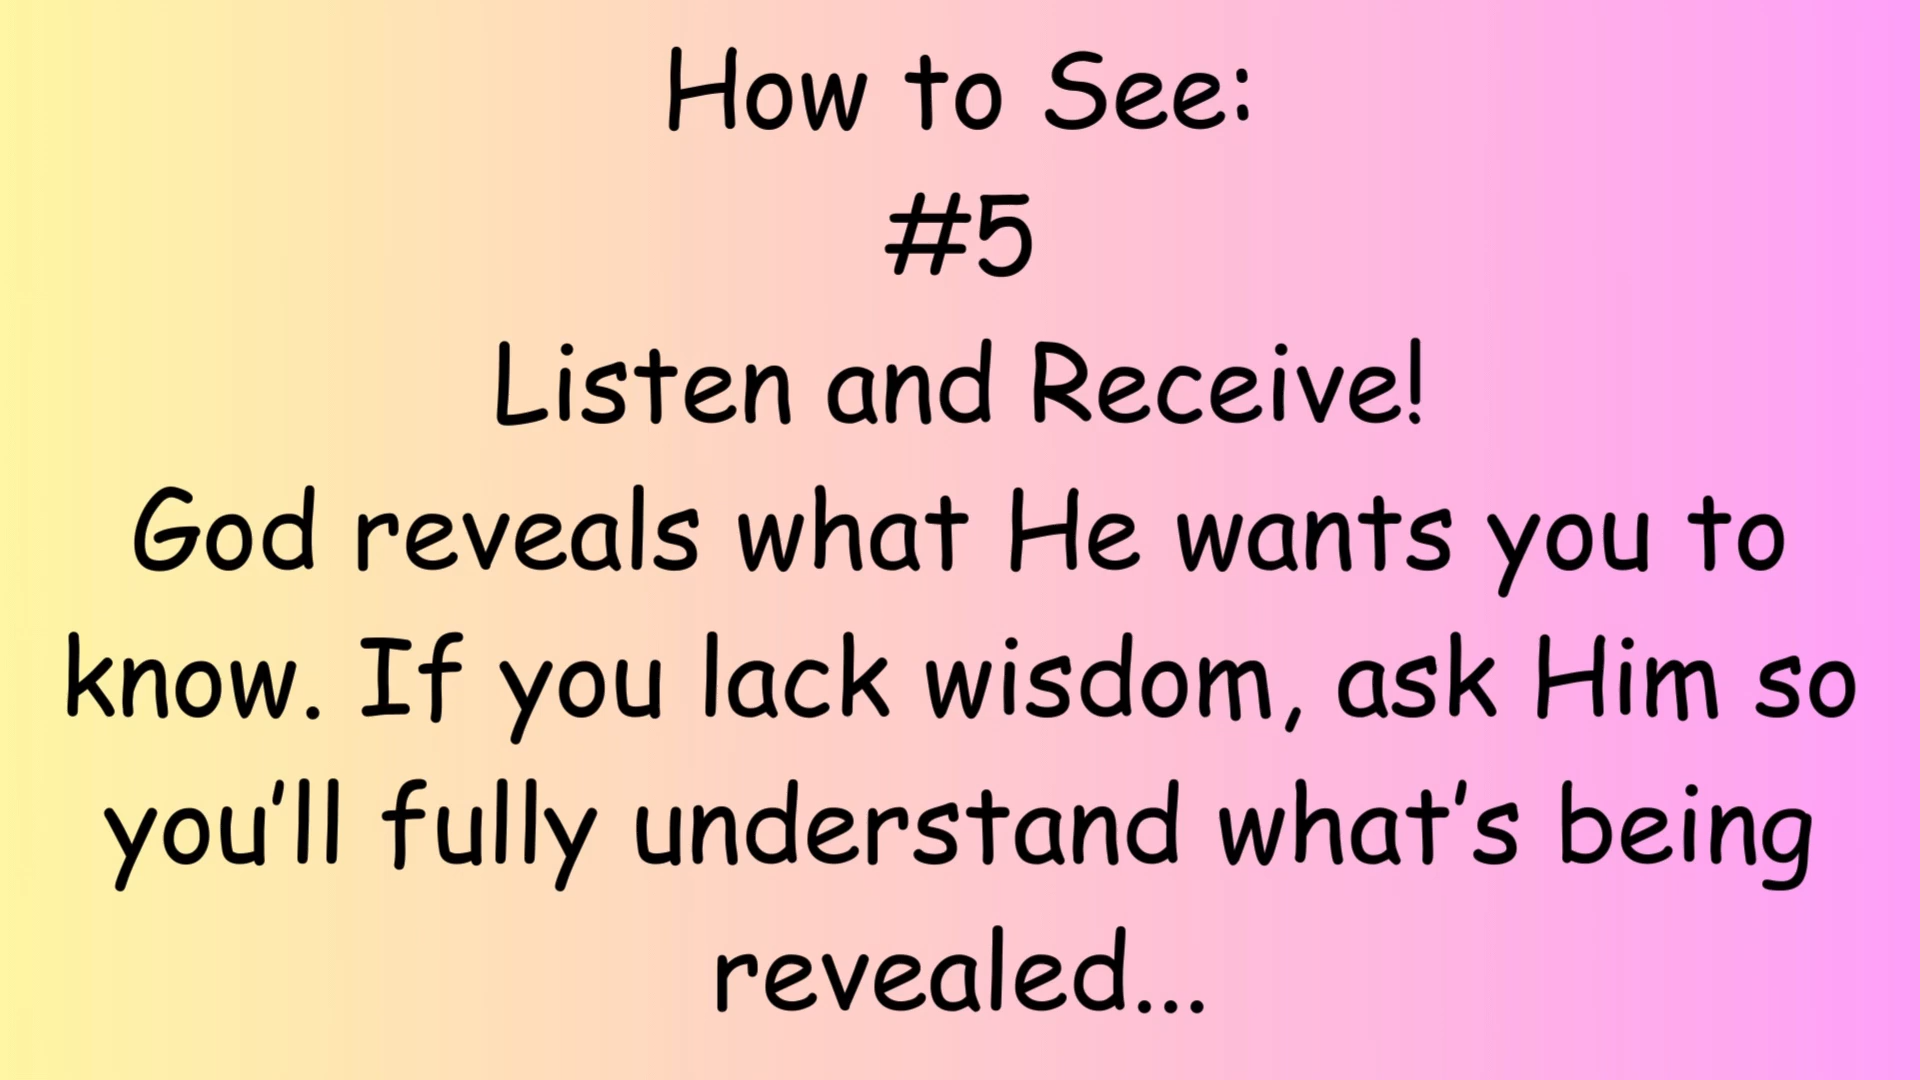 How to See:
#5
Listen and Receive!
God reveals what He wants you to
know. If you lack wisdom, ask Him so
you’ll fully understand what’s being
revealed...